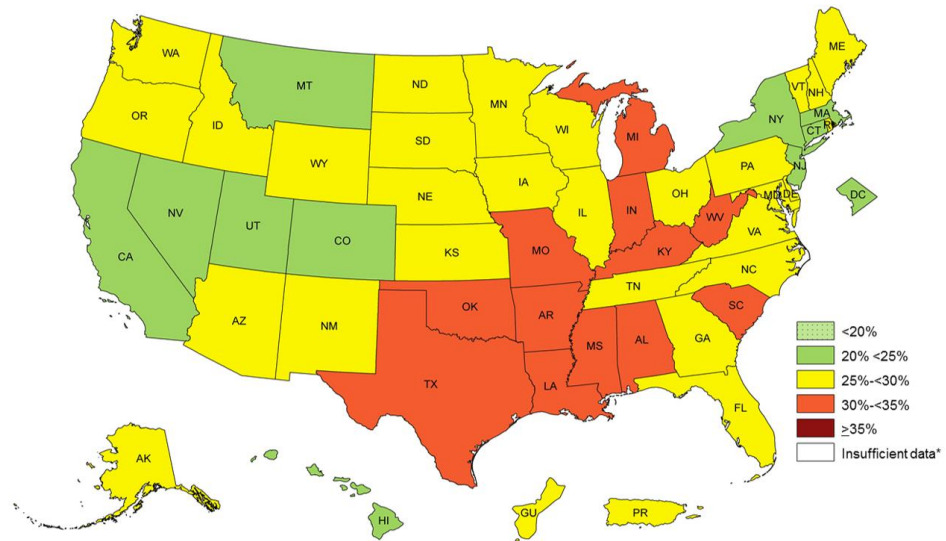 WA
MT
ND
MN
ME
VT
NH
OR
ID
SD
WI
MI
NY
MA
CT
RI
WY
NE
IA
PA
NJ
NV
UT
CO
KS
IL
IN
OH
MD
DE
DC
CA
MO
KY
WV
VA
AZ
NM
OK
AR
TN
NC
TX
LA
MS
AL
GA
SC
FL
<20%
20% <25%
25%-<30%
30%-<35%
≥35%
Insufficient data*
AK
HI
GU
PR